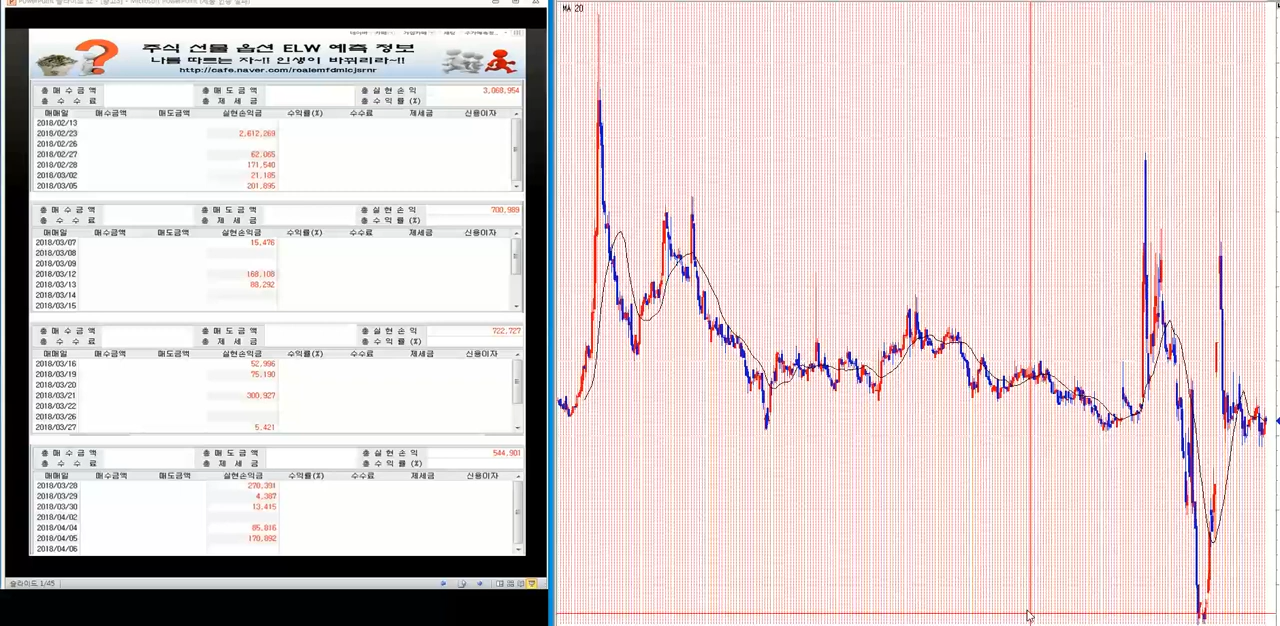 MA 20
주식 선물 옵션 ELW 예측 정보
나를 따르는 자~!! 인생이 바뀌리라~!!
http://cafe.naver.com/roalemfdmlcjsrnr
총 매 수 금 액 총 매 도 금 액 총 실 현 손 익 3,068,954
총 수 수 료 총 제 세 금 총 수 익 률 (%)
매매일 매수금액 매도금액 실현손익금 수익률(%) 수수료 제세금 신용이자
2018/02/13
2018/02/23 2,612,269
2018/02/26
2018/02/27 62,065
2018/02/28 171,540
2018/03/02 21,185
2018/03/05 201,895
총 매 수 금 액 총 매 도 금 액 총 실 현 손 익 700,989
총 수 수 료 총 제 세 금 총 수 익 률 (%)
매매일 매수금액 매도금액 실현손익금 수익률(%) 수수료 제세금 신용이자
2018/03/07 15,476
2018/03/08
2018/03/09
2018/03/12 168,108
2018/03/13 88,292
2018/03/14
2018/03/15
총 매 수 금 액 총 매 도 금 액 총 실 현 손 익 722,727
총 수 수 료 총 제 세 금 총 수 익 률 (%)
매매일 매수금액 매도금액 실현손익금 수익률(%) 수수료 제세금 신용이자
2018/03/16 52,996
2018/03/19 75,190
2018/03/20
2018/03/21 300,927
2018/03/22
2018/03/26
2018/03/27 5,421
총 매 수 금 액 총 매 도 금 액 총 실 현 손 익 544,901
총 수 수 료 총 제 세 금 총 수 익 률 (%)
매매일 매수금액 매도금액 실현손익금 수익률(%) 수수료 제세금 신용이자
2018/03/28 270,391
2018/03/29 4,387
2018/03/30 13,415
2018/04/02
2018/04/04 85,816
2018/04/05 170,892
2018/04/06
슬라이드 1/45